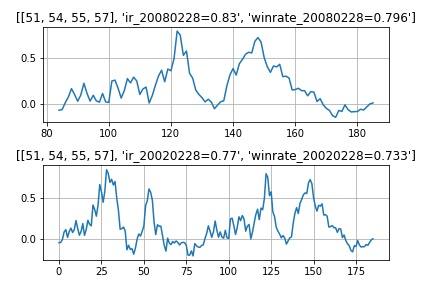 [[51, 54, 55, 57], 'ir_20080228=0.83', 'winrate_20080228=0.796']
0.5
0.0
80 100 120 140 160 180
[[51, 54, 55, 57], 'ir_20020228=0.77', 'winrate_20020228=0.733']
0.5
0.0
0 25 50 75 100 125 150 175